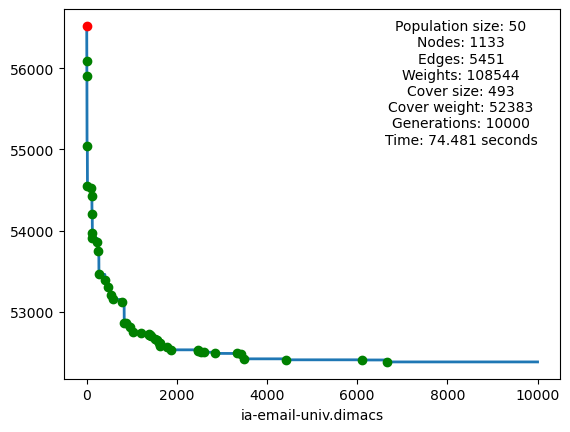 Population size: 50
Nodes: 1133
Edges: 5451
Weights: 108544
Cover size: 493
Cover weight: 52383
Generations: 10000
Time: 74.481 seconds
56000
55000
54000
53000
0 2000 4000 6000 8000 10000
ia-email-univ.dimacs